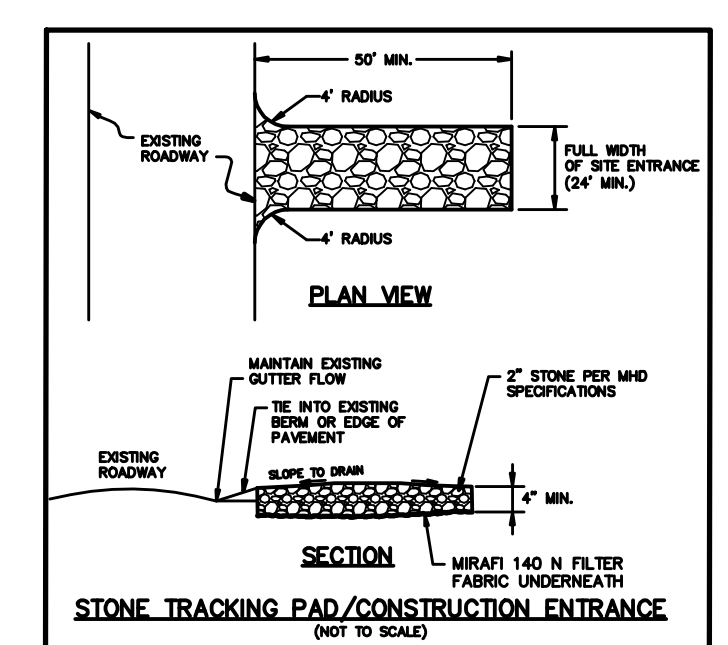 50' MIN.
4' RADIUS
EXISTING
ROADWAY
FULL WIDTH
OF SITE ENTRANCE
(24' MIN.)
4' RADIUS
PLAN VIEW
MAINTAIN EXISTING
GUTTER FLOW
2" STONE PER MHD
SPECIFICATIONS
TIE INTO EXISTING
BERM OR EDGE OF
PAVEMENT
EXISTING
ROADWAY
SLOPE TO DRAIN
4" MIN.
SECTION
MIRAFI 140 N FILTER
FABRIC UNDERNEATH
STONE TRACKING PAD/CONSTRUCTION ENTRANCE
(NOT TO SCALE)